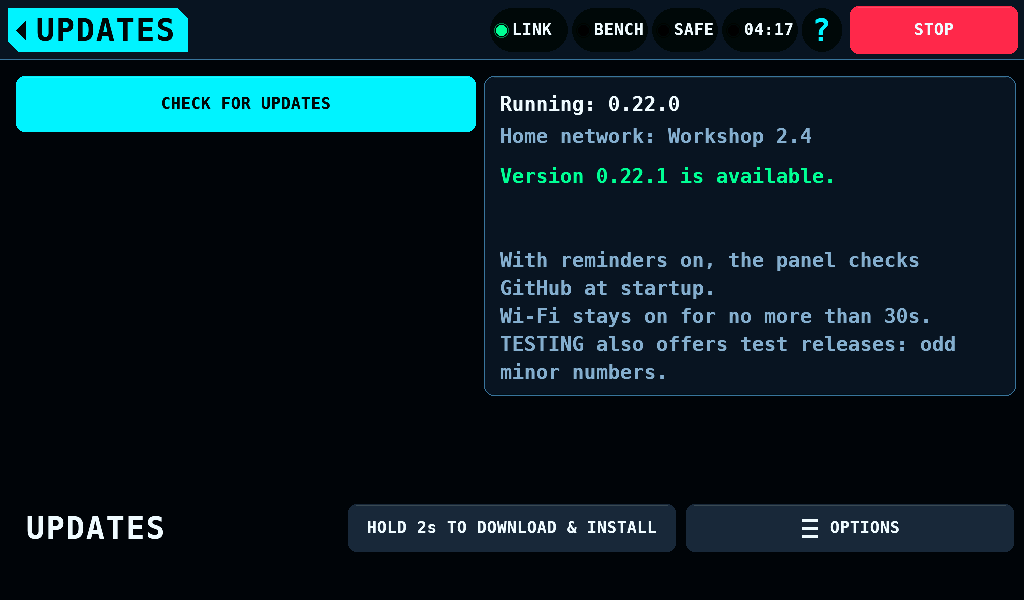 UPDATES
LINK
BENCH
SAFE
04:17
?
STOP
CHECK FOR UPDATES
Running: 0.22.0
Home network: Workshop 2.4
Version 0.22.1 is available.
With reminders on, the panel checks
GitHub at startup.
Wi-Fi stays on for no more than 30s.
TESTING also offers test releases: odd
minor numbers.
UPDATES
HOLD 2s TO DOWNLOAD & INSTALL
OPTIONS